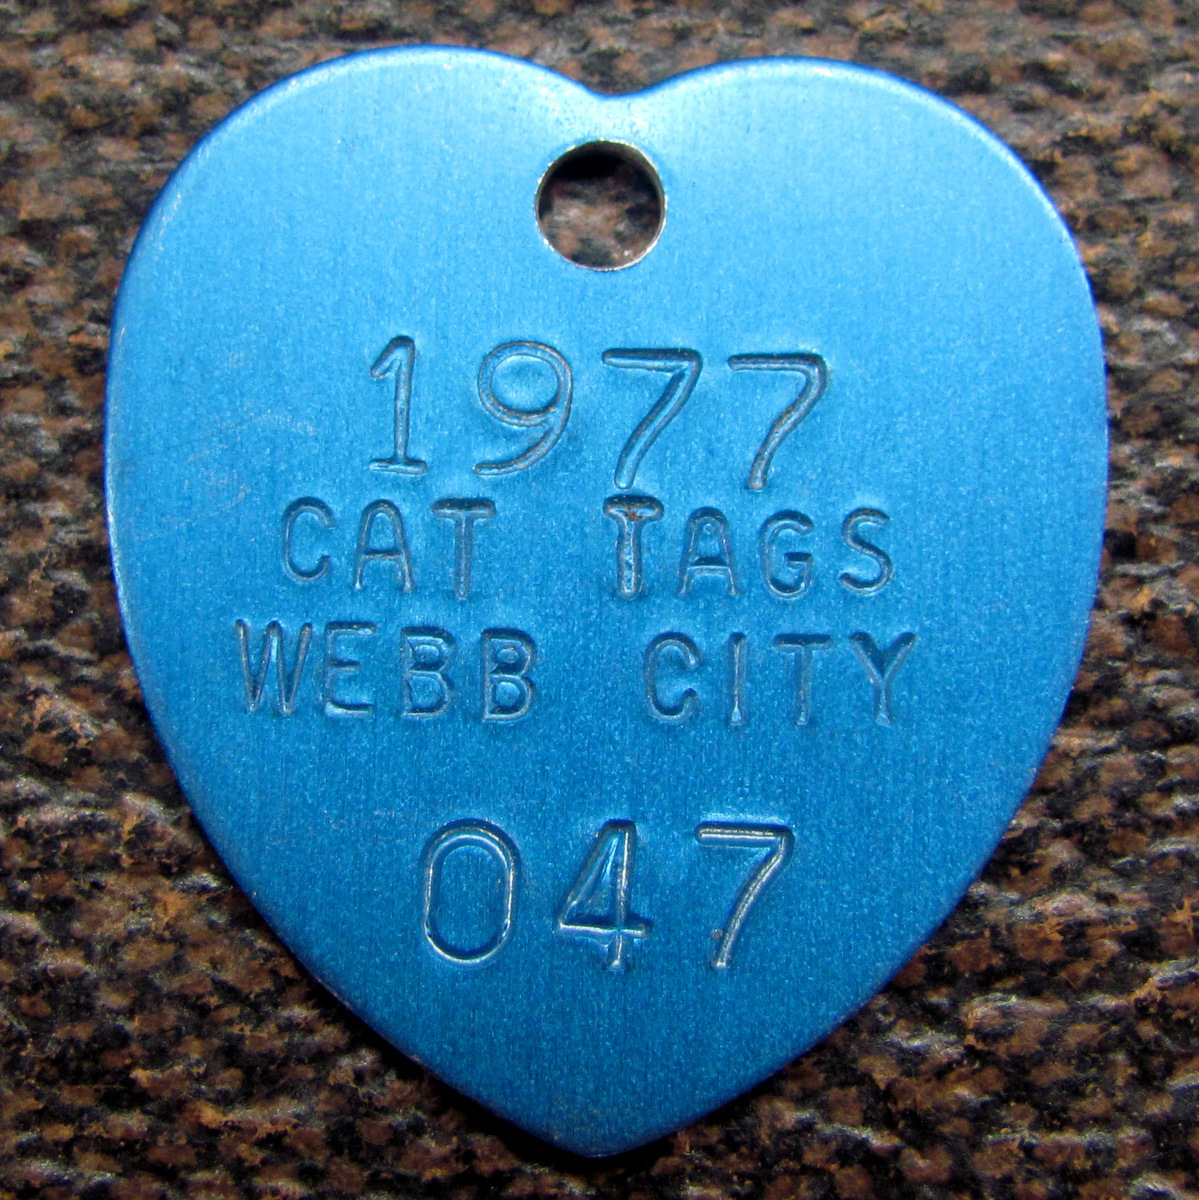 1977
CAT TAGS
WEBB CITY
047